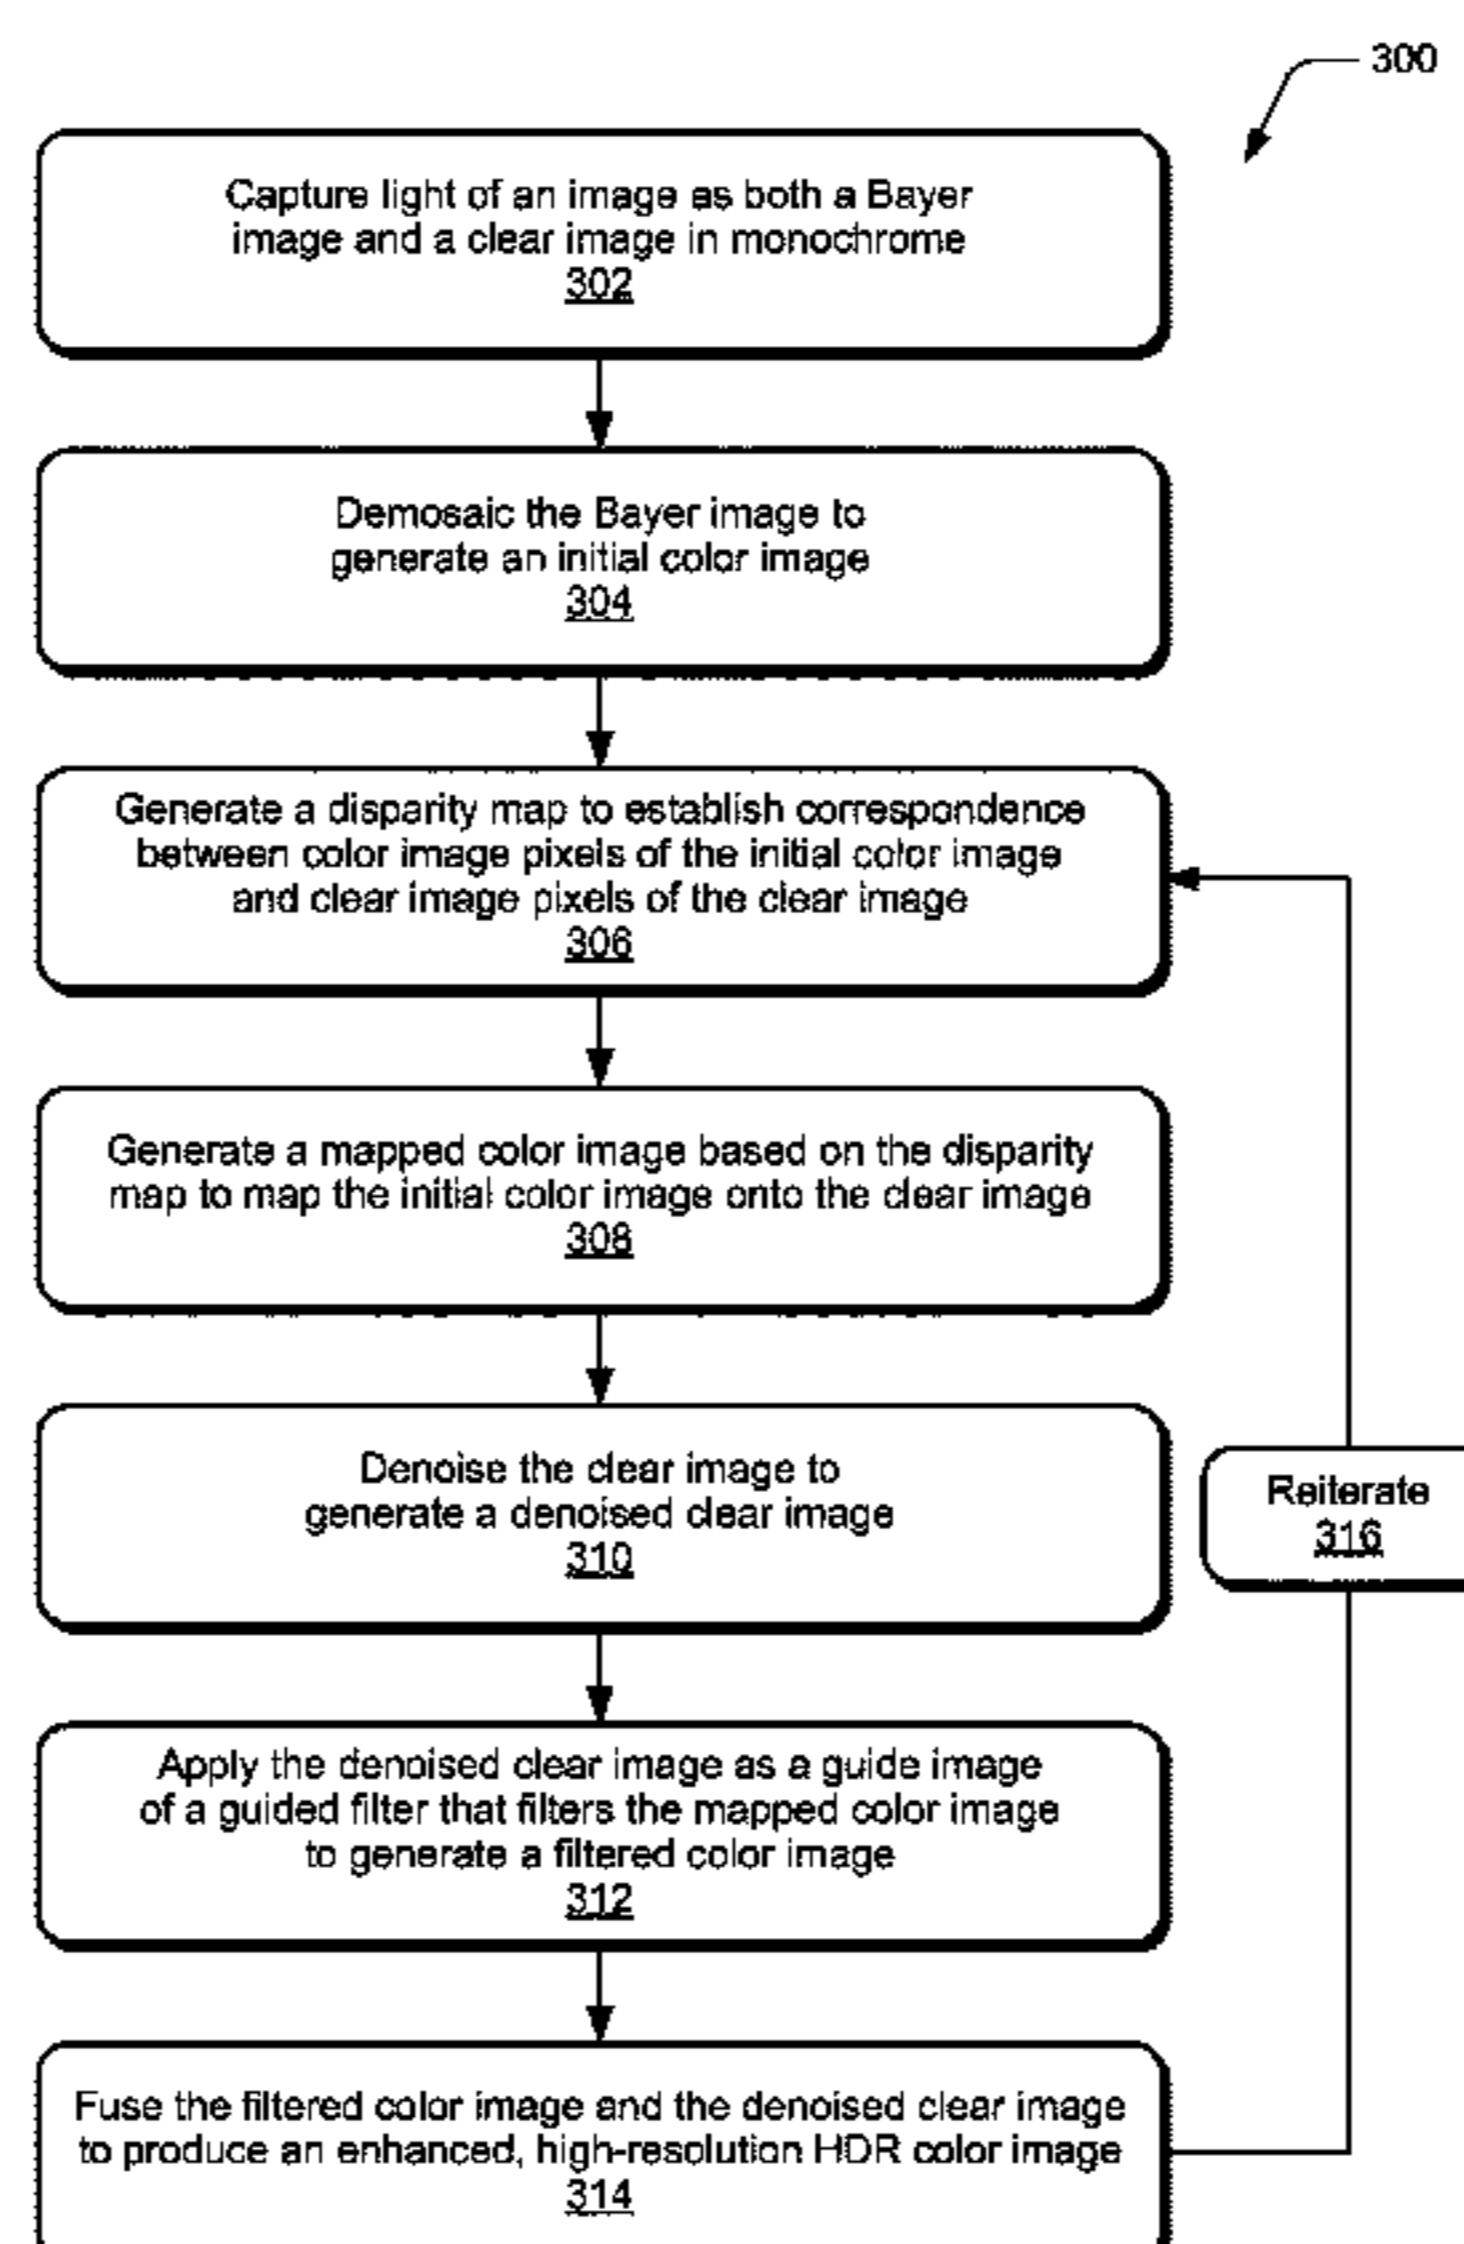 300
Capture light of an image as both a Bayer
image and a clear image in monochrome
302
Demosaic the Bayer image to
generate an initial color image
304
Generate a disparity map to establish correspondence
between color image pixels of the initial color image
and clear image pixels of the clear image
306
Generate a mapped color image based on the disparity
map to map the initial color image onto the clear image
308
Denoise the clear image to
generate a denoised clear image
310
Reiterate
316
Apply the denoised clear image as a guide image
of a guided filter that filters the mapped color image
to generate a filtered color image
312
Fuse the filtered color image and the denoised clear image
to produce an enhanced, high-resolution HDR color image
314